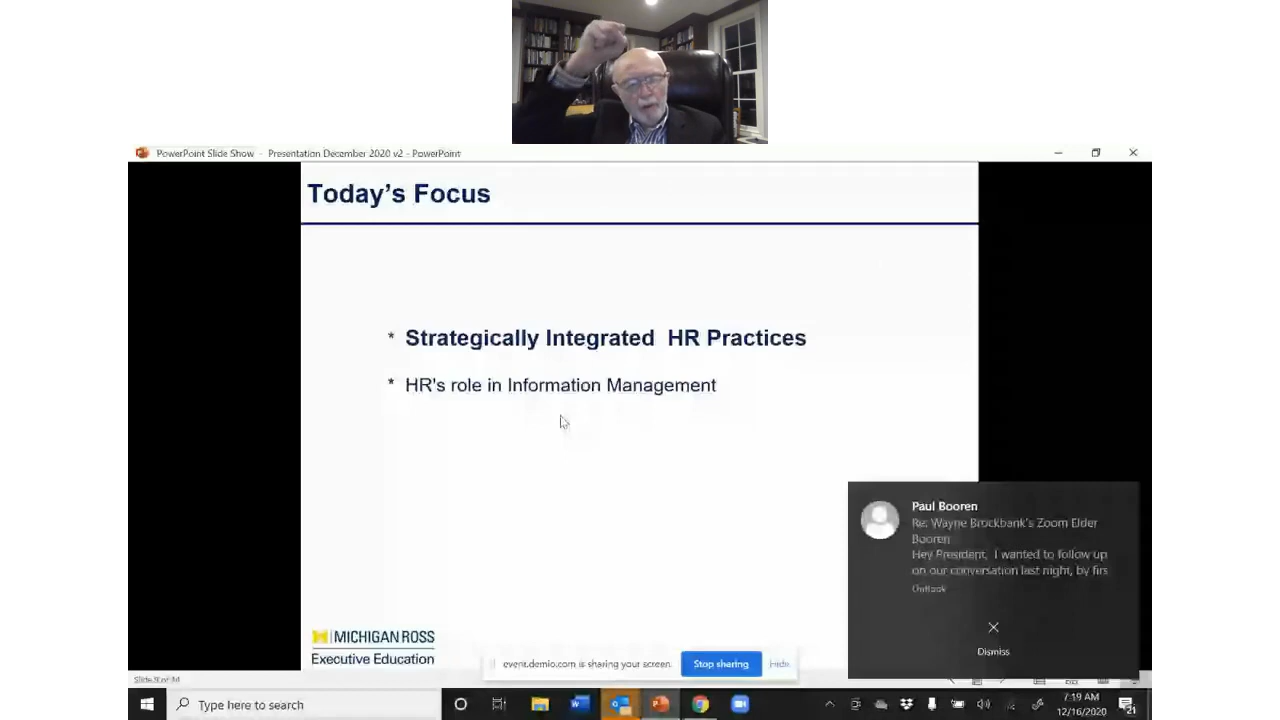 PowerPoint Slide Show - Presentation December 2020 v2 - PowerPoint
Today's Focus
* Strategically Integrated HR Practices
* HR's role in Information Management
Paul Booren
Re: Wayne Brockbank's Zoom Elder
Booren
Hey President, I wanted to follow up
on our conversation last night, by firs
Outlook
Dismiss
M MICHIGAN ROSS
Executive Education
event.demio.com is sharing your screen.
Stop sharing
Hide
Type here to search
7:19 AM
12/16/2020
21